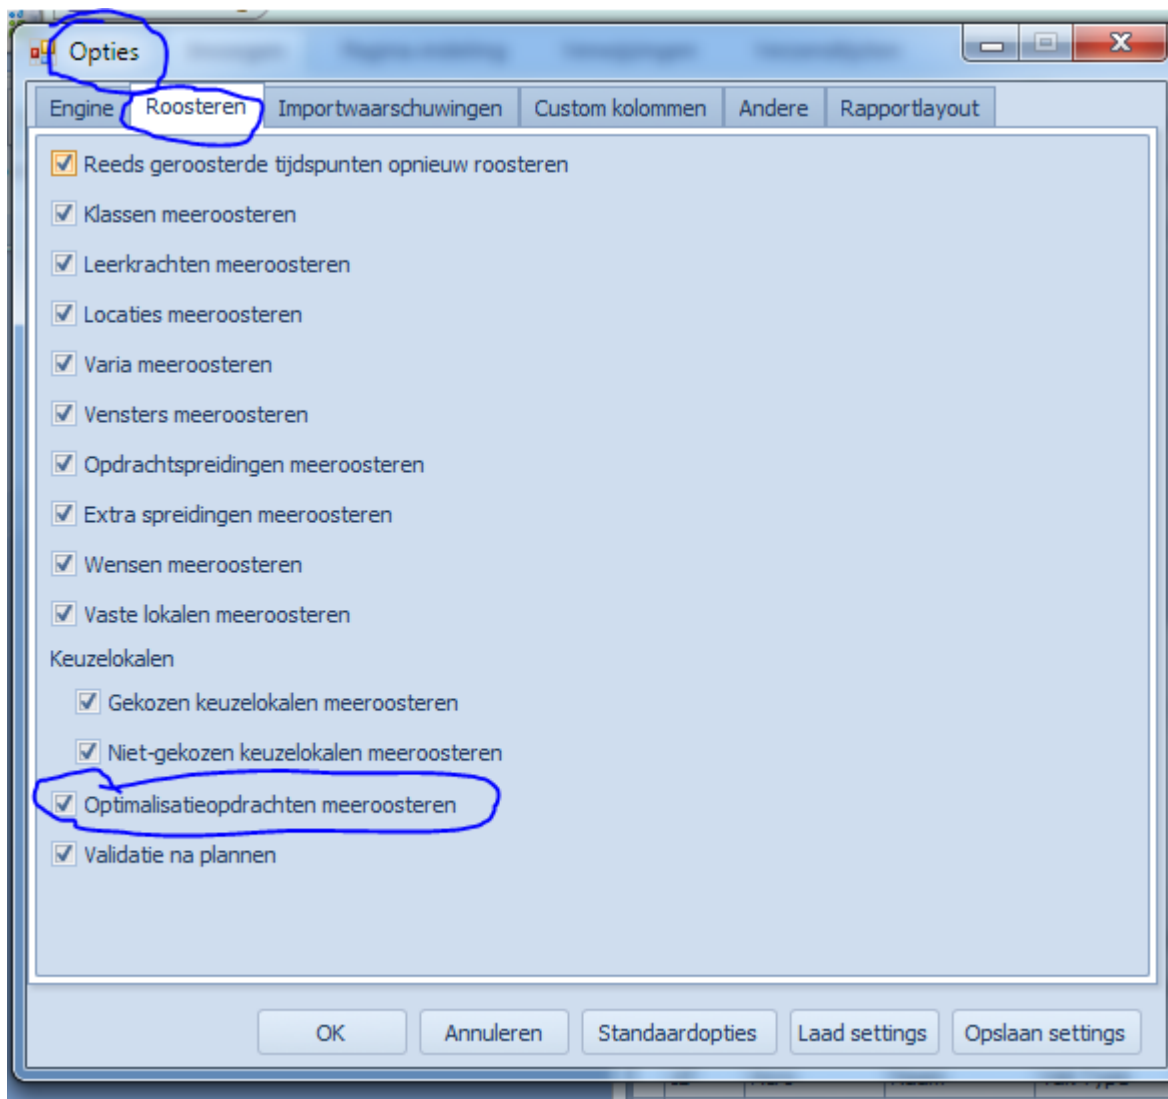 Opties
Engine Roosteren Importwaarschuwingen Custom kolommen Andere Rapportlayout
Reeds geroosterde tijdspunten opnieuw roosteren
Klassen meeroosteren
Leerkrachten meeroosteren
Locaties meeroosteren
Varia meeroosteren
Vensters meeroosteren
Opdrachtspreidingen meeroosteren
Extra spreidingen meeroosteren
Wensen meeroosteren
Vaste lokalen meeroosteren
Keuzelokalen
Gekozen keuzelokalen meeroosteren
Niet-gekozen keuzelokalen meeroosteren
Optimalisatieopdrachten meeroosteren
Validatie na plannen
OK Annuleren Standaardopties Laad settings Opslaan settings